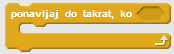 ponavljaj do takrat, ko